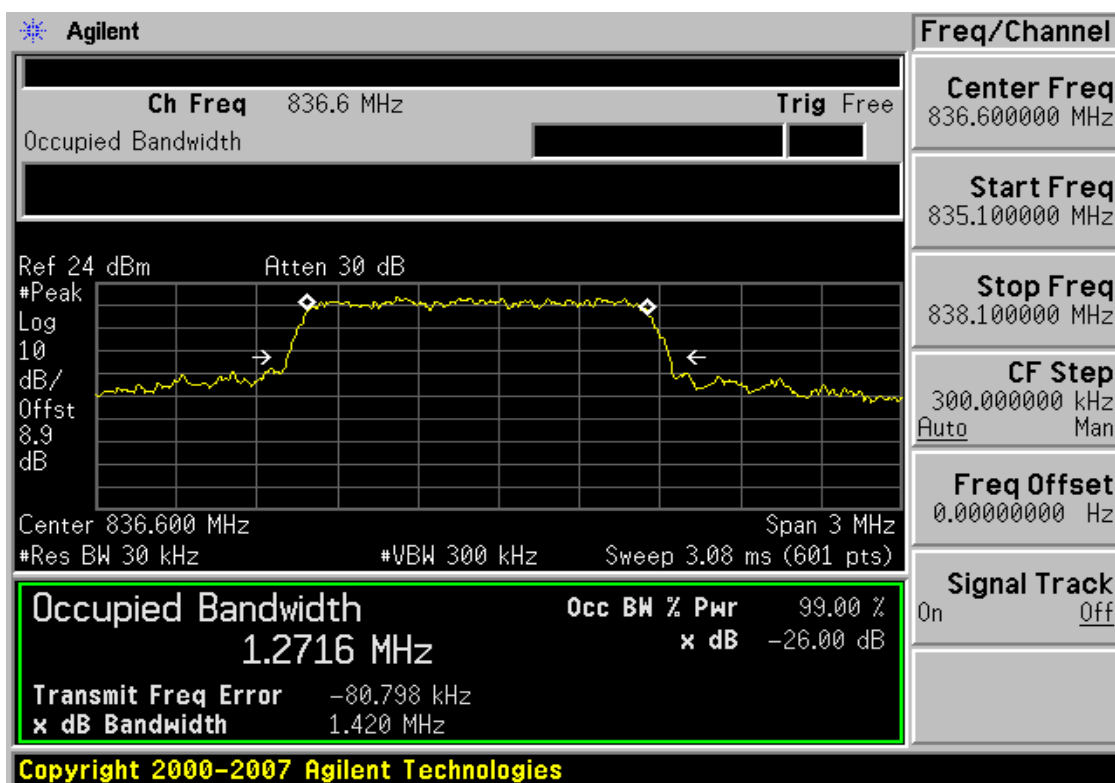 Agilent
Freq/Channel
Ch Freq 836.6 MHz Trig Free
Occupied Bandwidth
Center Freq
836.600000 MHz
Start Freq
835.100000 MHz
Ref 24 dBm Atten 30 dB
#Peak
Log
10
dB/
Offst
8.9
dB
Center 836.600 MHz Span 3 MHz
#Res BW 30 kHz #VBW 300 kHz Sweep 3.08 ms (601 pts)
Stop Freq
838.100000 MHz
CF Step
300.000000 kHz
Auto Man
Freq Offset
0.00000000 Hz
Signal Track
On Off
Occupied Bandwidth
1.2716 MHz
Occ BW % Pwr 99.00 %
x dB -26.00 dB
Transmit Freq Error -80.798 kHz
x dB Bandwidth 1.420 MHz
Copyright 2000-2007 Agilent Technologies